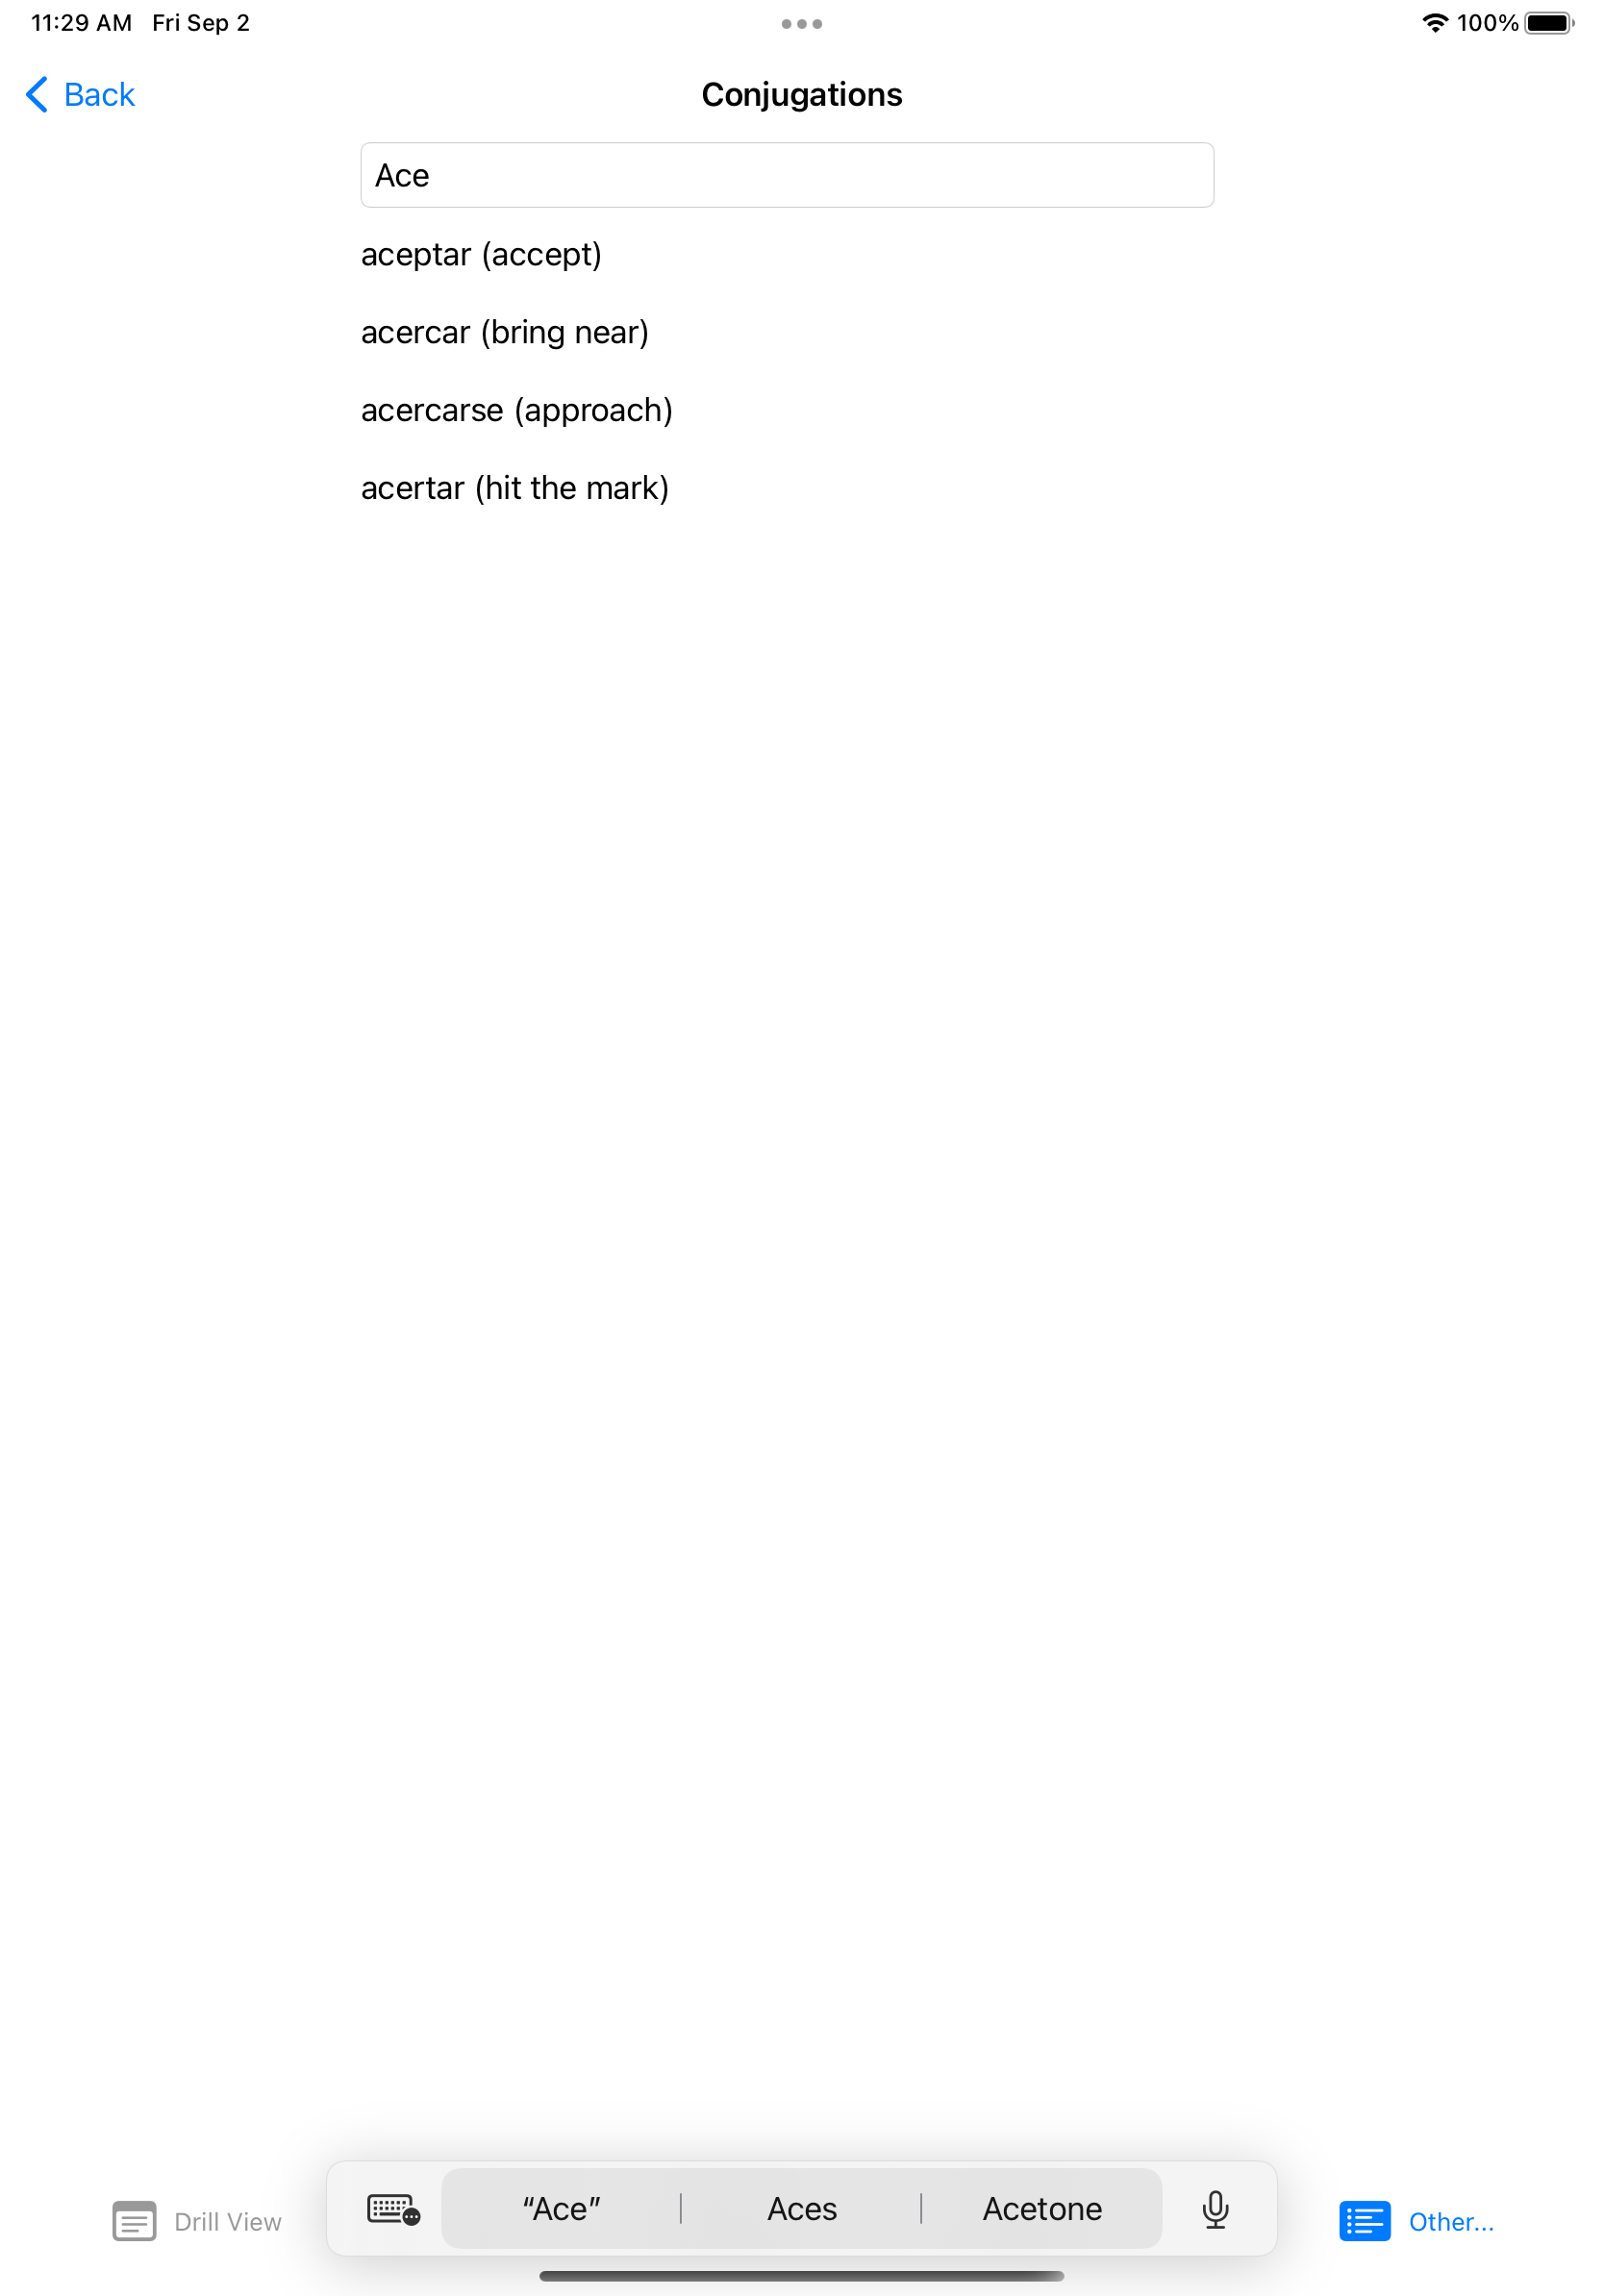 11:29 AM Fri Sep 2 100%
Back Conjugations
Ace
aceptar (accept)
acercar (bring near)
acercarse (approach)
acertar (hit the mark)
Drill View “Ace” Aces Acetone Other...